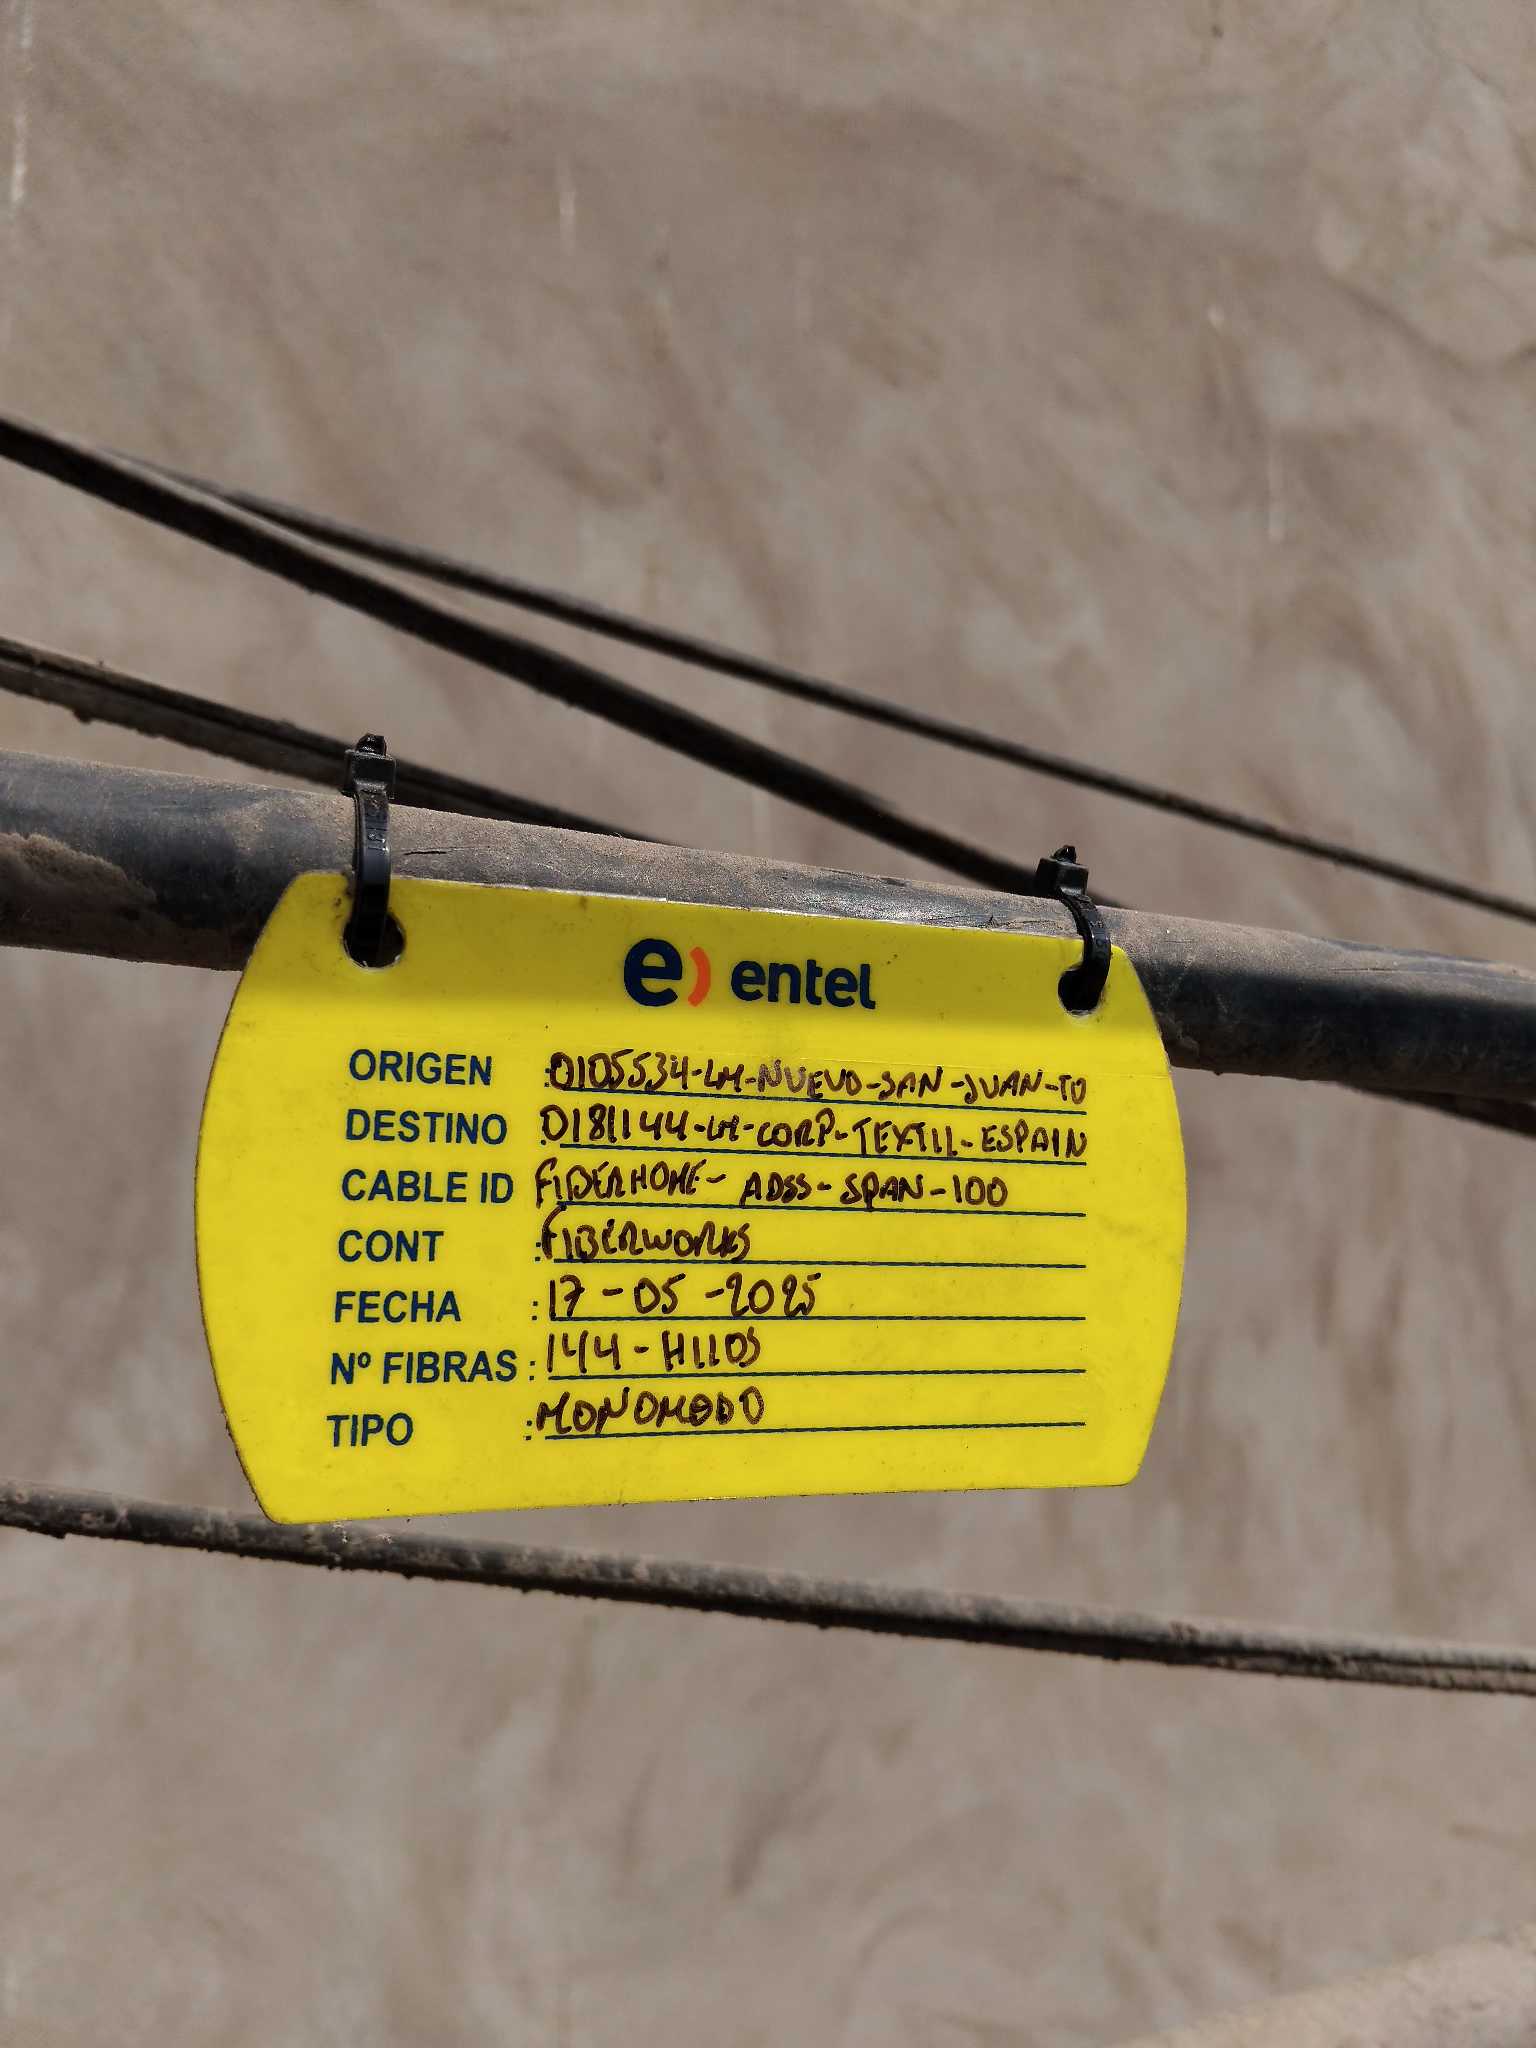 e) entel
ORIGEN : 0105534-LM-NUEVO-SAN-JUAN-TO
DESTINO : 0181144-LM-CORP-TEXTIL-ESPAIN
CABLE ID FIBERHOME-ADSS-SPAN-100
CONT : FIBERWORKS
FECHA : 17-05-2025
Nº FIBRAS : 144-HILOS
TIPO : MONOMODO